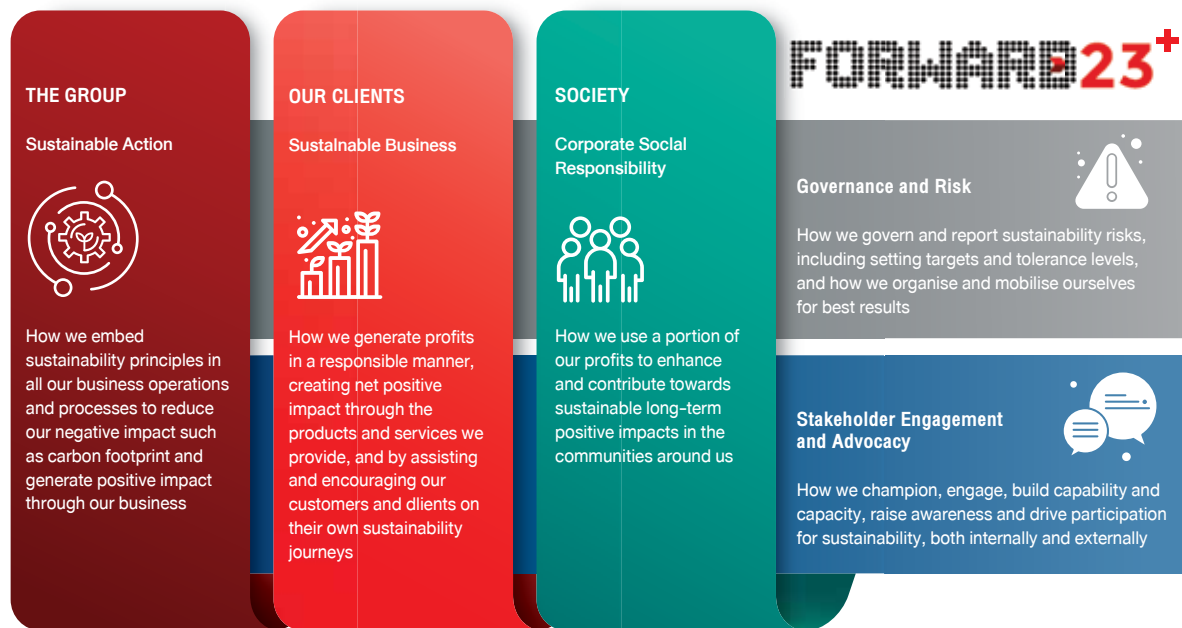 THE GROUP
Sustainable Action
How we embed
sustainability principles in
all our business operations
and processes to reduce
our negative impact such
as carbon footprint and
generate positive impact
through our business
OUR CLIENTS
Sustalnable Business
How we generate profits
in a responsible manner,
creating net positive
impact through the
products and services we
provide, and by assisting
and encouraging our
customers and dlients on
their own sustainability
journeys
SOCIETY
Corporate Social
Responsibility
How we use a portion of
our profits to enhance
and contribute towards
sustainable long-term
positive impacts in the
communities around us
FORWARD23+
Governance and Risk
How we govern and report sustainability risks,
including setting targets and tolerance levels,
and how we organise and mobilise ourselves
for best results
Stakeholder Engagement
and Advocacy
How we champion, engage, build capability and
capacity, raise awareness and drive participation
for sustainability, both internally and externally